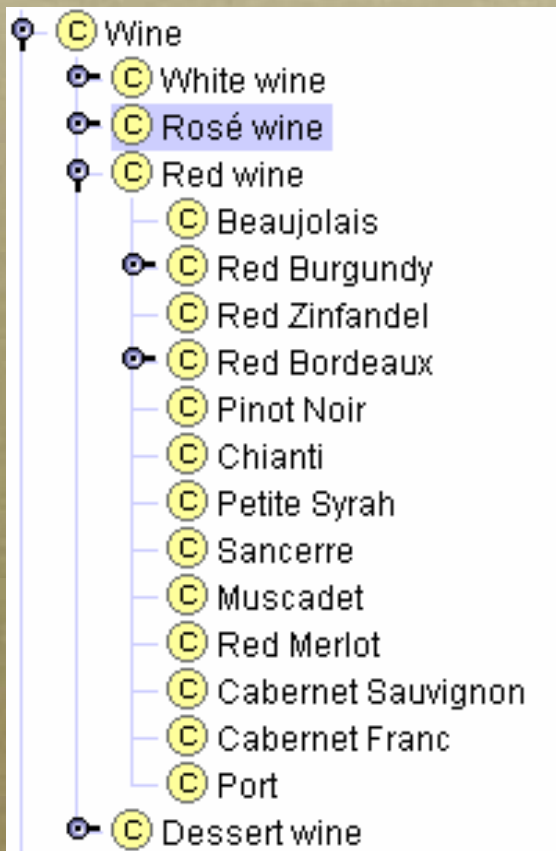 C Wine
C White wine
C Rosé wine
C Red wine
C Beaujolais
C Red Burgundy
C Red Zinfandel
C Red Bordeaux
C Pinot Noir
C Chianti
C Petite Syrah
C Sancerre
C Muscadet
C Red Merlot
C Cabernet Sauvignon
C Cabernet Franc
C Port
C Dessert wine